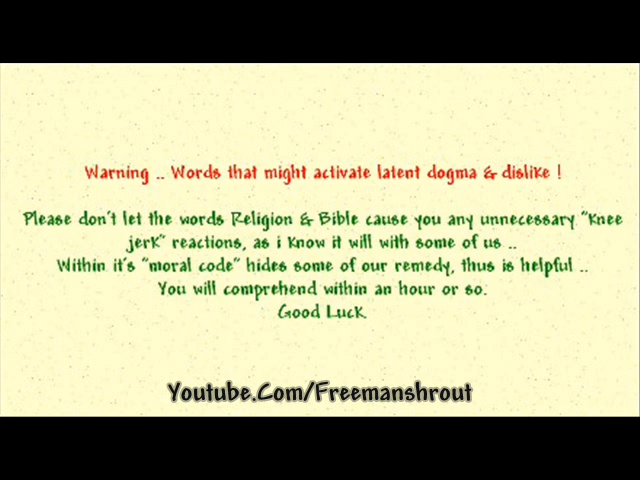 Warning .. Words that might activate latent dogma & dislike !
Please don't let the words Religion & Bible cause you any unnecessary "knee
jerk" reactions, as i know it will with some of us ..
Within it's "moral code" hides some of our remedy, thus is helpful ..
You will comprehend within an hour or so.
Good Luck
Youtube.Com/Freemanshrout